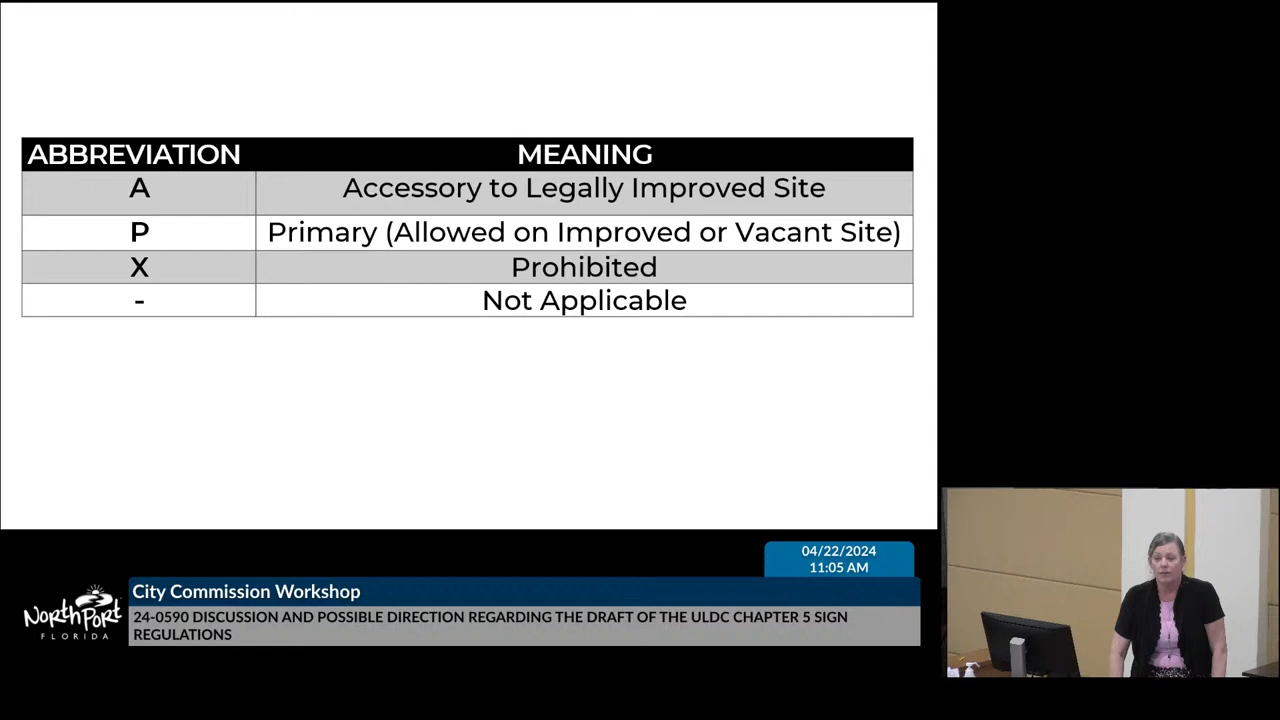 ABBREVIATION MEANING
A Accessory to Legally Improved Site
P Primary (Allowed on Improved or Vacant Site)
X Prohibited
- Not Applicable
04/22/2024
11:05 AM
City Commission Workshop
24-0590 DISCUSSION AND POSSIBLE DIRECTION REGARDING THE DRAFT OF THE ULDC CHAPTER 5 SIGN
REGULATIONS
North Port
FLORIDA